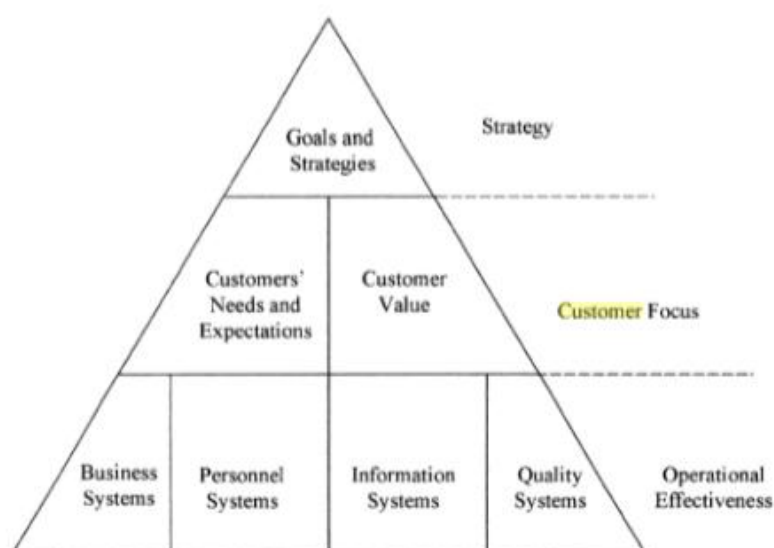 Goals and
Strategies
Strategy
Customers'
Needs and
Expectations
Customer
Value
Customer Focus
Business
Systems
Personnel
Systems
Information
Systems
Quality
Systems
Operational
Effectiveness